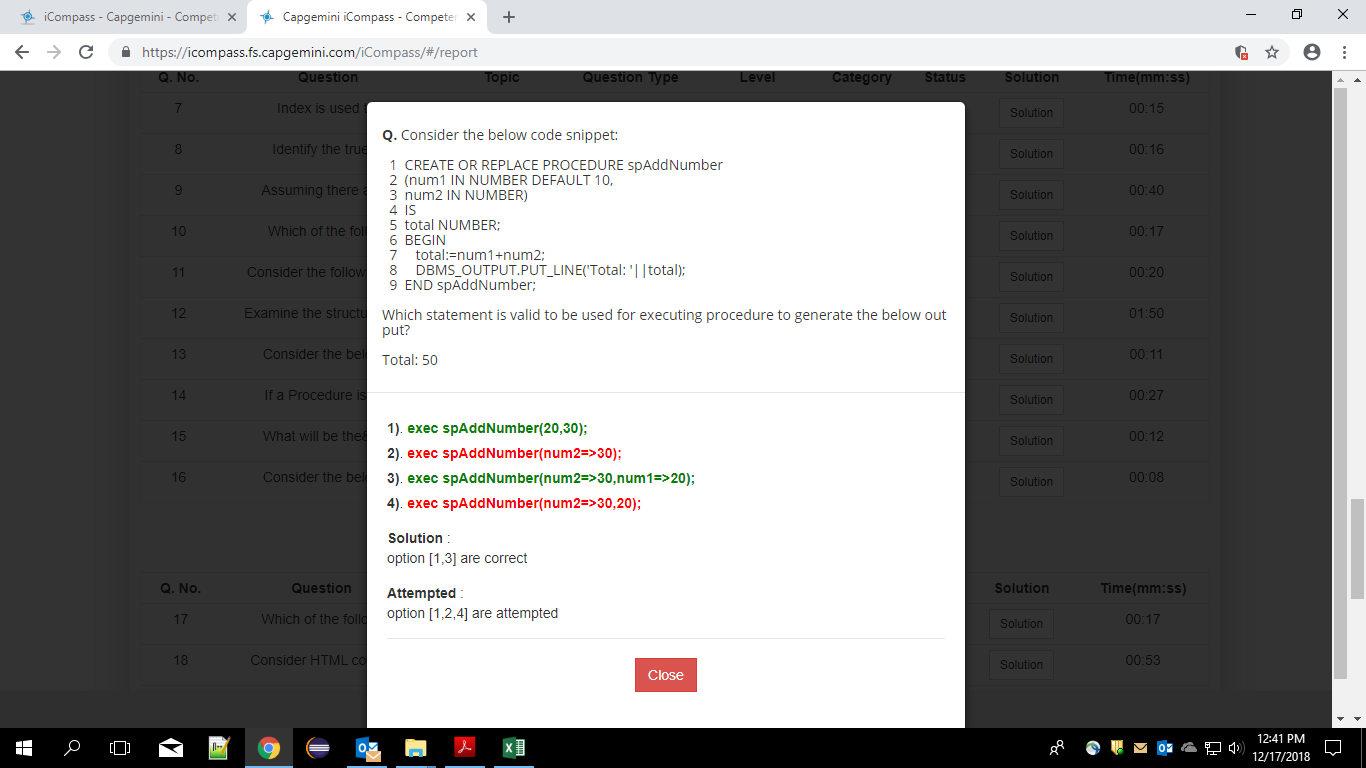 iCompass - Capgemini - Compet
Capgemini iCompass - Competen
https://icompass.fs.capgemini.com/iCompass/#/report
Q. No. Question Topic Question Type Level Category Status Solution Time(mm:ss)
7 Index is used Solution 00:15
8 Identify the true Solution 00:16
9 Assuming there Solution 00:40
10 Which of the foll Solution 00:17
11 Consider the follow Solution 00:20
12 Examine the structu Solution 01:50
13 Consider the bel Solution 00:11
14 If a Procedure is Solution 00:27
15 What will be the& Solution 00:12
16 Consider the bel Solution 00:08
Q. Consider the below code snippet:
1 CREATE OR REPLACE PROCEDURE spAddNumber
2 (num1 IN NUMBER DEFAULT 10,
3 num2 IN NUMBER)
4 IS
5 total NUMBER;
6 BEGIN
7 total:=num1+num2;
8 DBMS_OUTPUT.PUT_LINE('Total: '||total);
9 END spAddNumber;
Which statement is valid to be used for executing procedure to generate the below out
put?
Total: 50
1). exec spAddNumber(20,30);
2). exec spAddNumber(num2=>30);
3). exec spAddNumber(num2=>30,num1=>20);
4). exec spAddNumber(num2=>30,20);
Solution :
option [1,3] are correct
Attempted :
option [1,2,4] are attempted
Close
Q. No. Question Solution Time(mm:ss)
17 Which of the follo Solution 00:17
18 Consider HTML co Solution 00:53
12:41 PM
12/17/2018